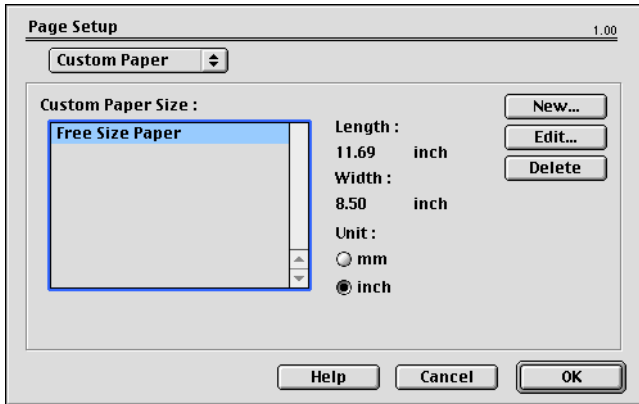 Page Setup
1.00
Custom Paper
Custom Paper Size :
Free Size Paper
Length :
11.69 inch
Width :
8.50 inch
Unit :
mm
inch
New...
Edit...
Delete
Help
Cancel
OK